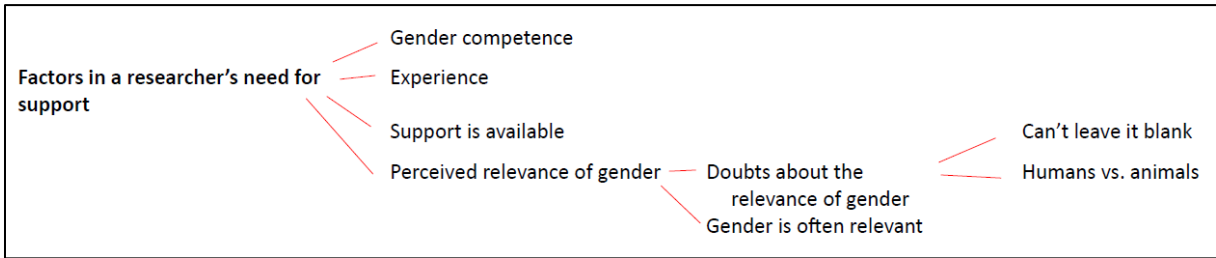 Gender competence
Factors in a researcher’s need for
support
Experience
Support is available
Perceived relevance of gender
Doubts about the
relevance of gender
Gender is often relevant
Can’t leave it blank
Humans vs. animals